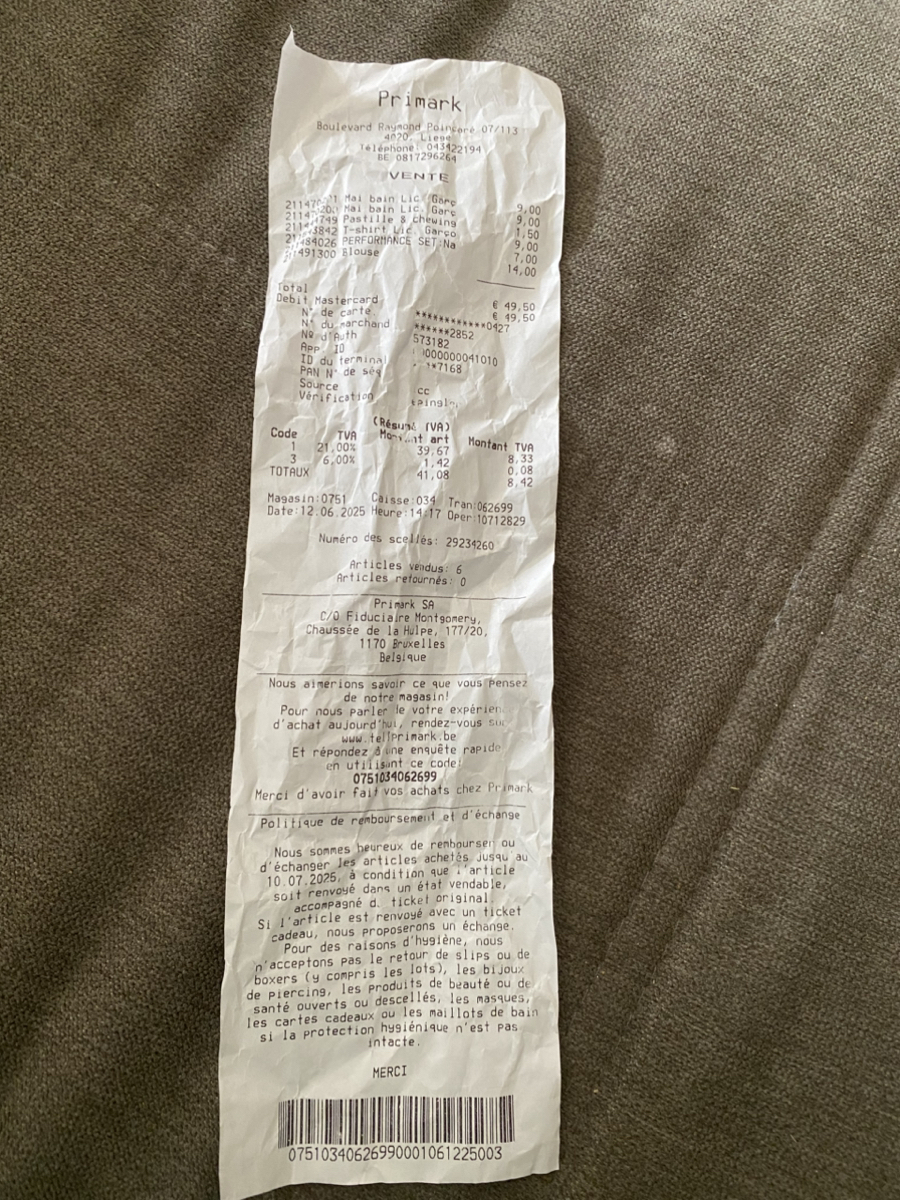 Primark
Boulevard Raymond Poincare 07/113
4020, Liege
Téléphone: 043422194
BE 0817296264
VENTE
Mai bain Lic. Garç 9,00
Mai bain Lic. Garç 9,00
Pastille & chewing 1,50
T-shirt Lic. Garço 9,00
PERFORMANCE SET:Na 7,00
Blouse 14,00
Total € 49,50
Debit Mastercard € 49,50
N° de carte ************0427
N° du marchand ******2852
Nº d'Auth 573182
App. ID 000000041010
ID du terminal 7168
PAN N° de séq
Source CC
Vérification
(Résumé TVA)
Code TVA art Montant TVA
1 21,00% 39,67 8,33
3 6,00% 1,42 0,08
TOTAUX 41,08 8,42
Magasin:0751 Caisse:034 Tran:062699
Date:12.06.2025 Heure:14:17 Oper:10712829
Numéro des scellés: 29234260
Articles vendus: 6
Articles retournés: 0
Primark SA
C/O Fiduciaire Montgomery,
Chaussée de la Hulpe, 177/20,
1170 Bruxelles
Belgique
Nous aimerions savoir ce que vous pensez
de notre magasin!
Pour nous parler de votre expérience
d'achat aujourd'hui, rendez-vous sur
www.tellprimark.be
Et répondez à une enquête rapide
en utilisant ce code:
0751034062699
Merci d'avoir fait vos achats chez Primark
Politique de remboursement et d'échange
Nous sommes heureux de rembourser ou
d'échanger les articles achetés jusqu'au
10.07.2025, à condition que l'article
soit renvoyé dans un état vendable,
accompagné du ticket original.
Si l'article est renvoyé avec un ticket
cadeau, nous proposerons un échange.
Pour des raisons d'hygiène, nous
n'acceptons pas le retour de slips ou de
boxers (y compris les lots), les bijoux
de piercing, les produits de beauté ou de
santé ouverts ou descellés, les masques,
les cartes cadeaux ou les maillots de bain
si la protection hygiénique n'est pas
intacte.
MERCI
07510340626990001061225003